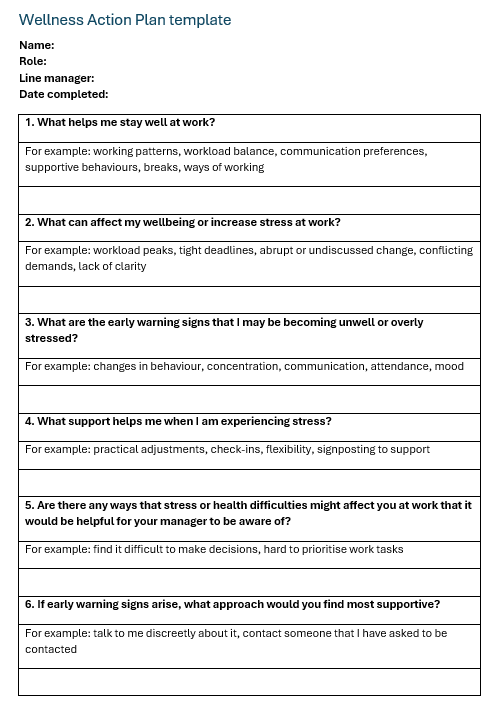 Wellness Action Plan template
Name:
Role:
Line manager:
Date completed:
1. What helps me stay well at work?
For example: working patterns, workload balance, communication preferences,
supportive behaviours, breaks, ways of working
2. What can affect my wellbeing or increase stress at work?
For example: workload peaks, tight deadlines, abrupt or undiscussed change, conflicting
demands, lack of clarity
3. What are the early warning signs that I may be becoming unwell or overly
stressed?
For example: changes in behaviour, concentration, communication, attendance, mood
4. What support helps me when I am experiencing stress?
For example: practical adjustments, check-ins, flexibility, signposting to support
5. Are there any ways that stress or health difficulties might affect you at work that it
would be helpful for your manager to be aware of?
For example: find it difficult to make decisions, hard to prioritise work tasks
6. If early warning signs arise, what approach would you find most supportive?
For example: talk to me discreetly about it, contact someone that I have asked to be
contacted